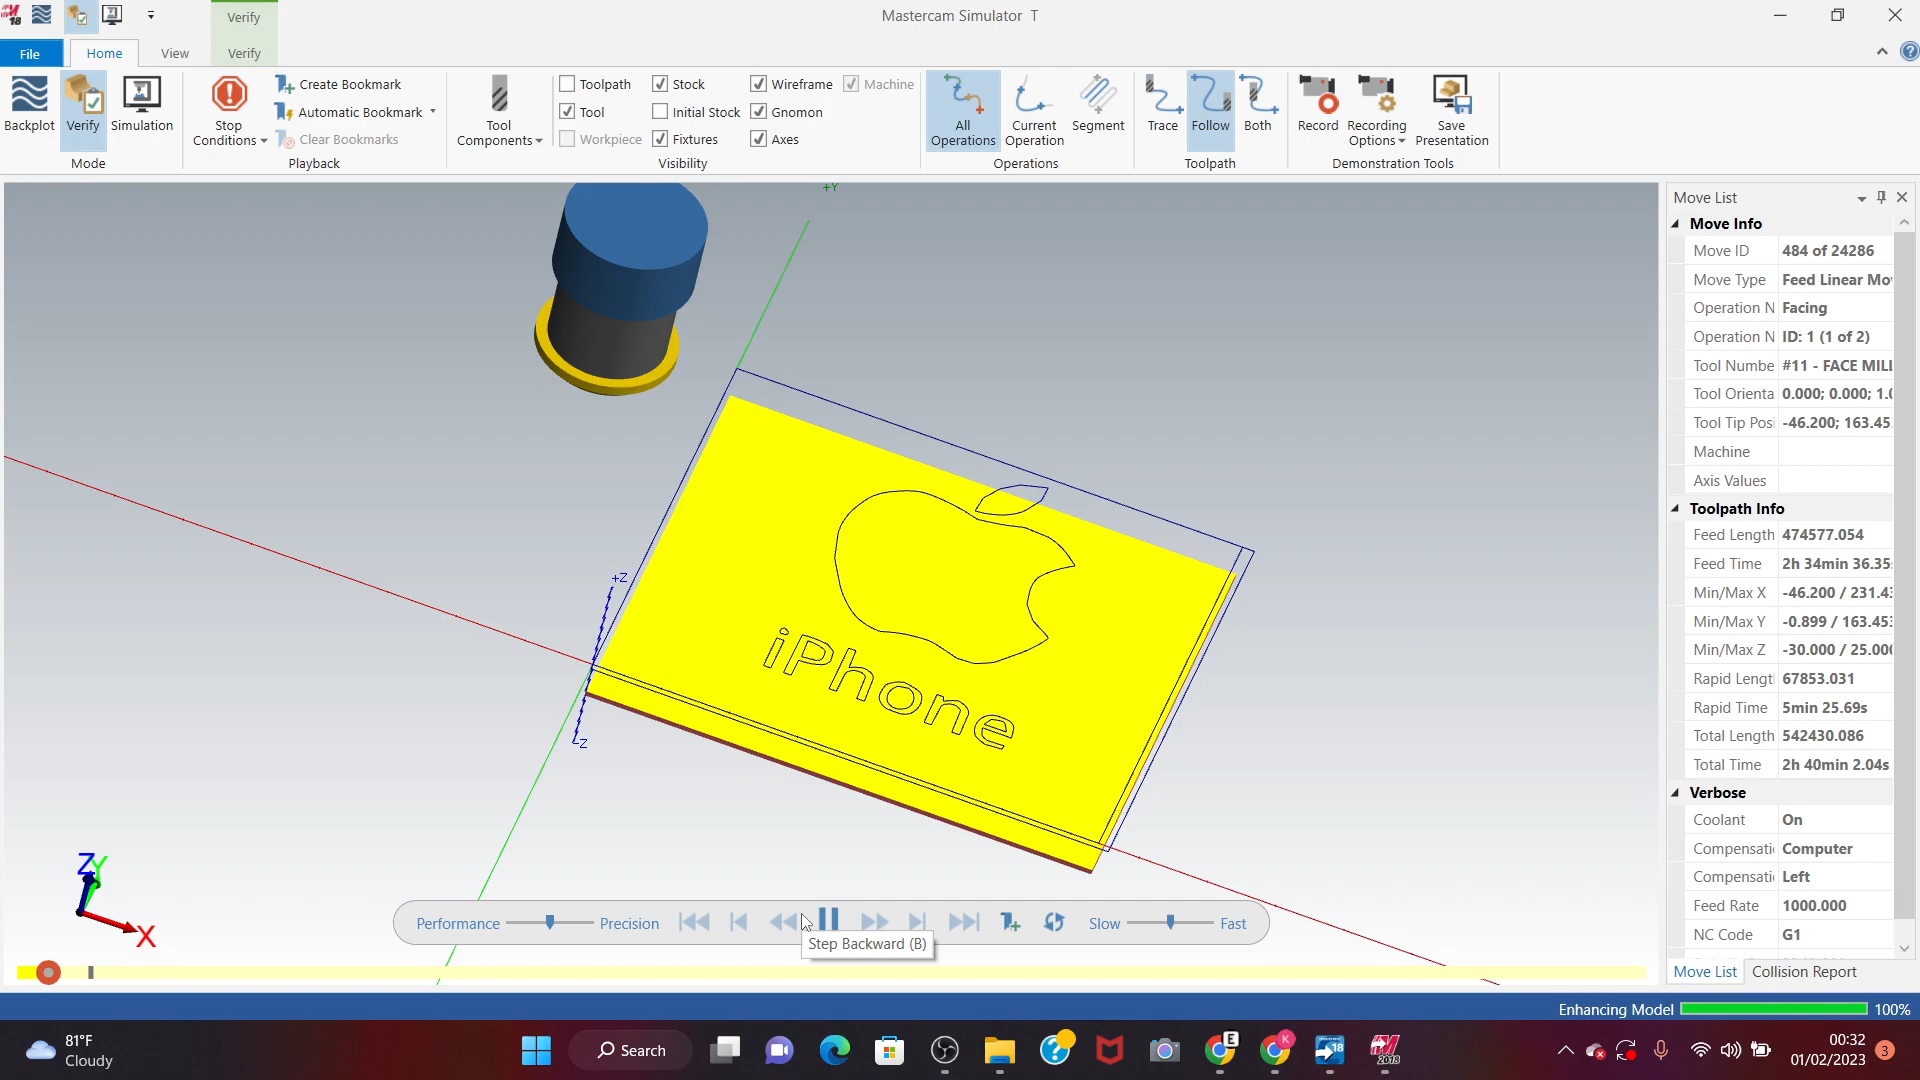 Verify
Mastercam Simulator T
File
Home
View
Verify
Backplot
Verify
Simulation
Mode
Stop
Conditions
Create Bookmark
Automatic Bookmark
Clear Bookmarks
Playback
Tool
Components
Toolpath
Tool
Workpiece
Stock
Initial Stock
Fixtures
Wireframe
Gnomon
Axes
Machine
Visibility
All
Operations
Current
Operation
Segment
Operations
Trace
Follow
Both
Toolpath
Record
Recording
Options
Save
Presentation
Demonstration Tools
+Y
+Z
-Z
iPhone
Z
Y
X
Performance
Precision
Slow
Fast
Step Backward (B)
Move List
Move Info
Move ID 484 of 24286
Move Type Feed Linear Mo
Operation N Facing
Operation N ID: 1 (1 of 2)
Tool Numbe #11 - FACE MILL
Tool Orienta 0.000; 0.000; 1.0
Tool Tip Posi -46.200; 163.45
Machine
Axis Values
Toolpath Info
Feed Length 474577.054
Feed Time 2h 34min 36.35
Min/Max X -46.200 / 231.43
Min/Max Y -0.899 / 163.453
Min/Max Z -30.000 / 25.000
Rapid Lengt 67853.031
Rapid Time 5min 25.69s
Total Length 542430.086
Total Time 2h 40min 2.04s
Verbose
Coolant On
Compensati Computer
Compensati Left
Feed Rate 1000.000
NC Code G1
Move List
Collision Report
Enhancing Model 100%
81°F
Cloudy
Search
E
K
18
2018
00:32
01/02/2023
3